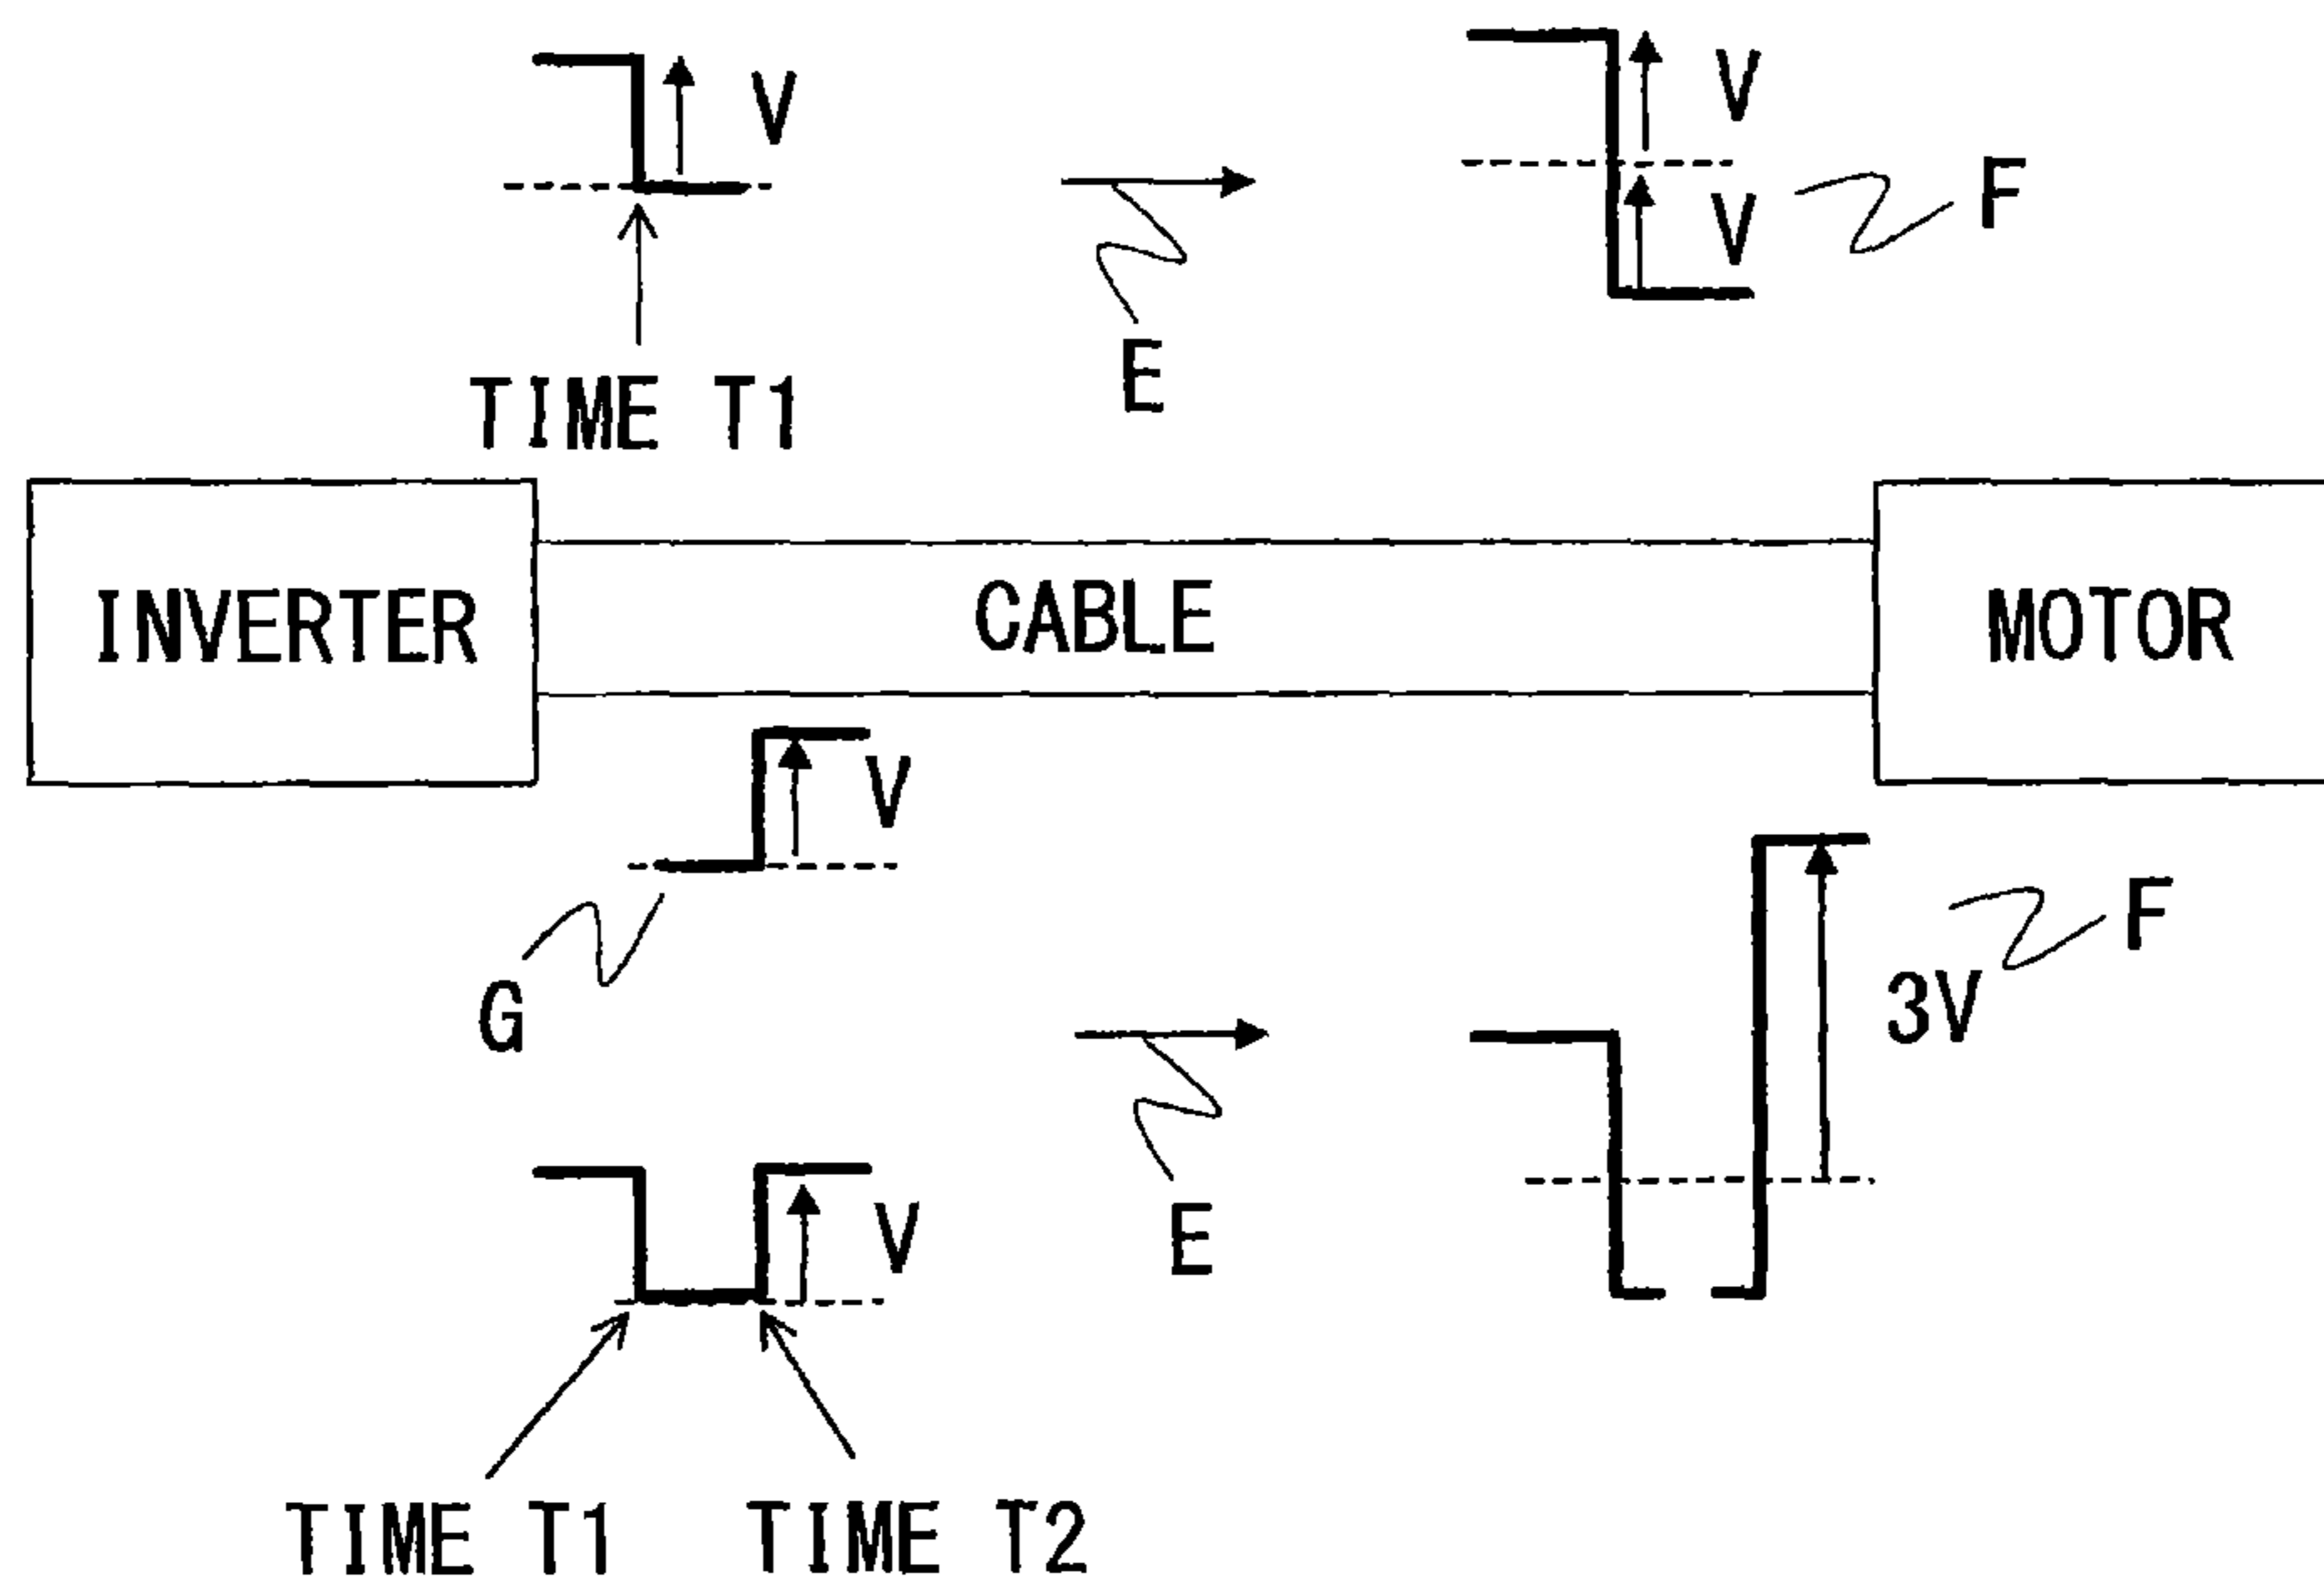 V
V
V
F
E
TIME T1
INVERTER
CABLE
MOTOR
V
G
3V
F
E
V
TIME T1
TIME T2